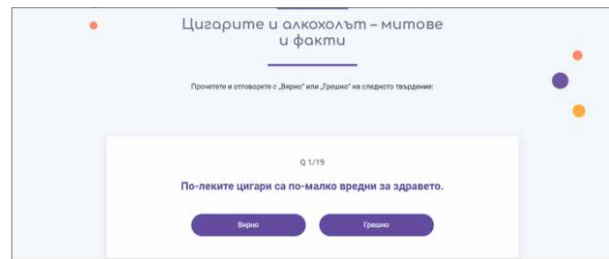 Цигарите и алкохолът – митове
и факти
Прочетете и отговорете с „Вярно" или „Грешно" на следното твърдение:
Q 1/19
По-леките цигари са по-малко вредни за здравето.
Вярно
Грешно